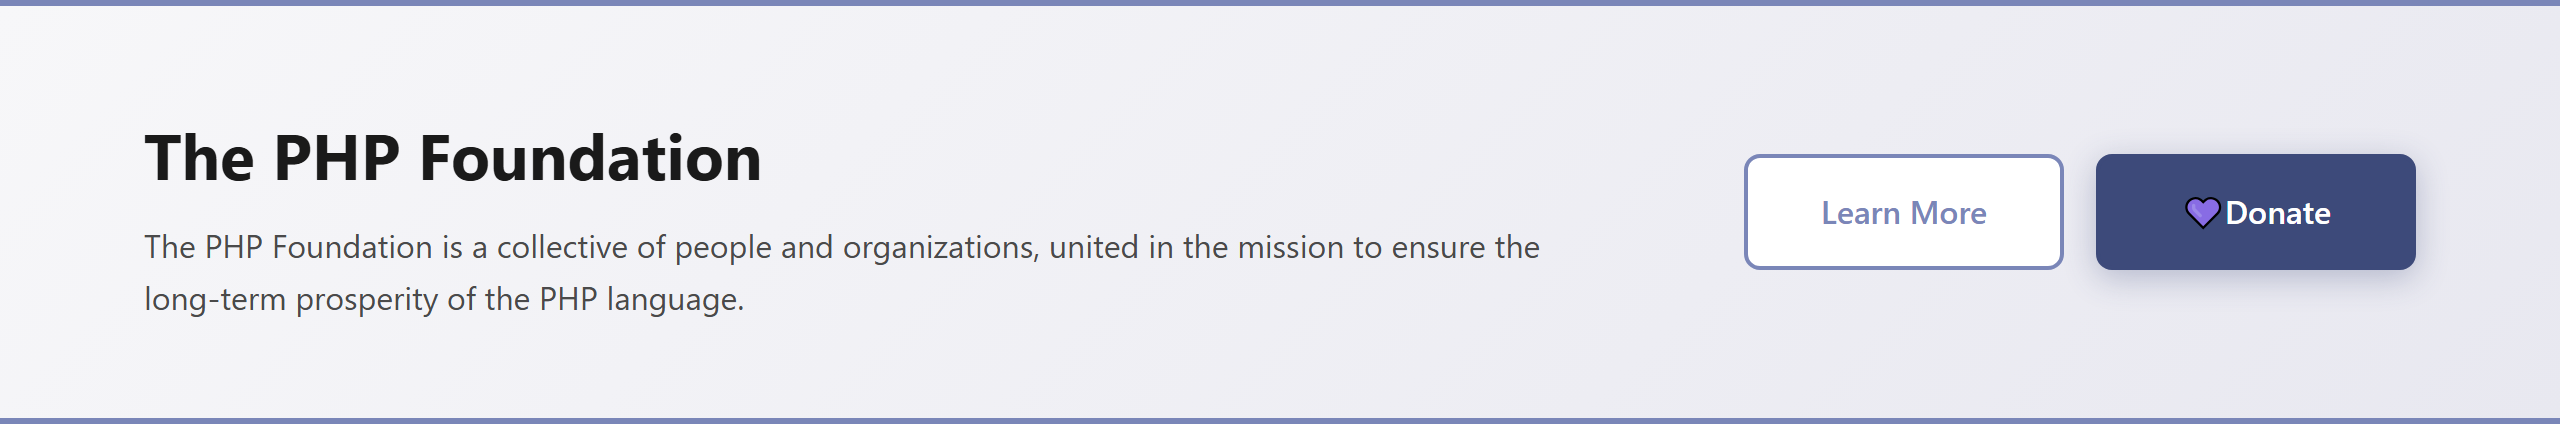 The PHP Foundation
The PHP Foundation is a collective of people and organizations, united in the mission to ensure the
long-term prosperity of the PHP language.
Learn More
💜Donate